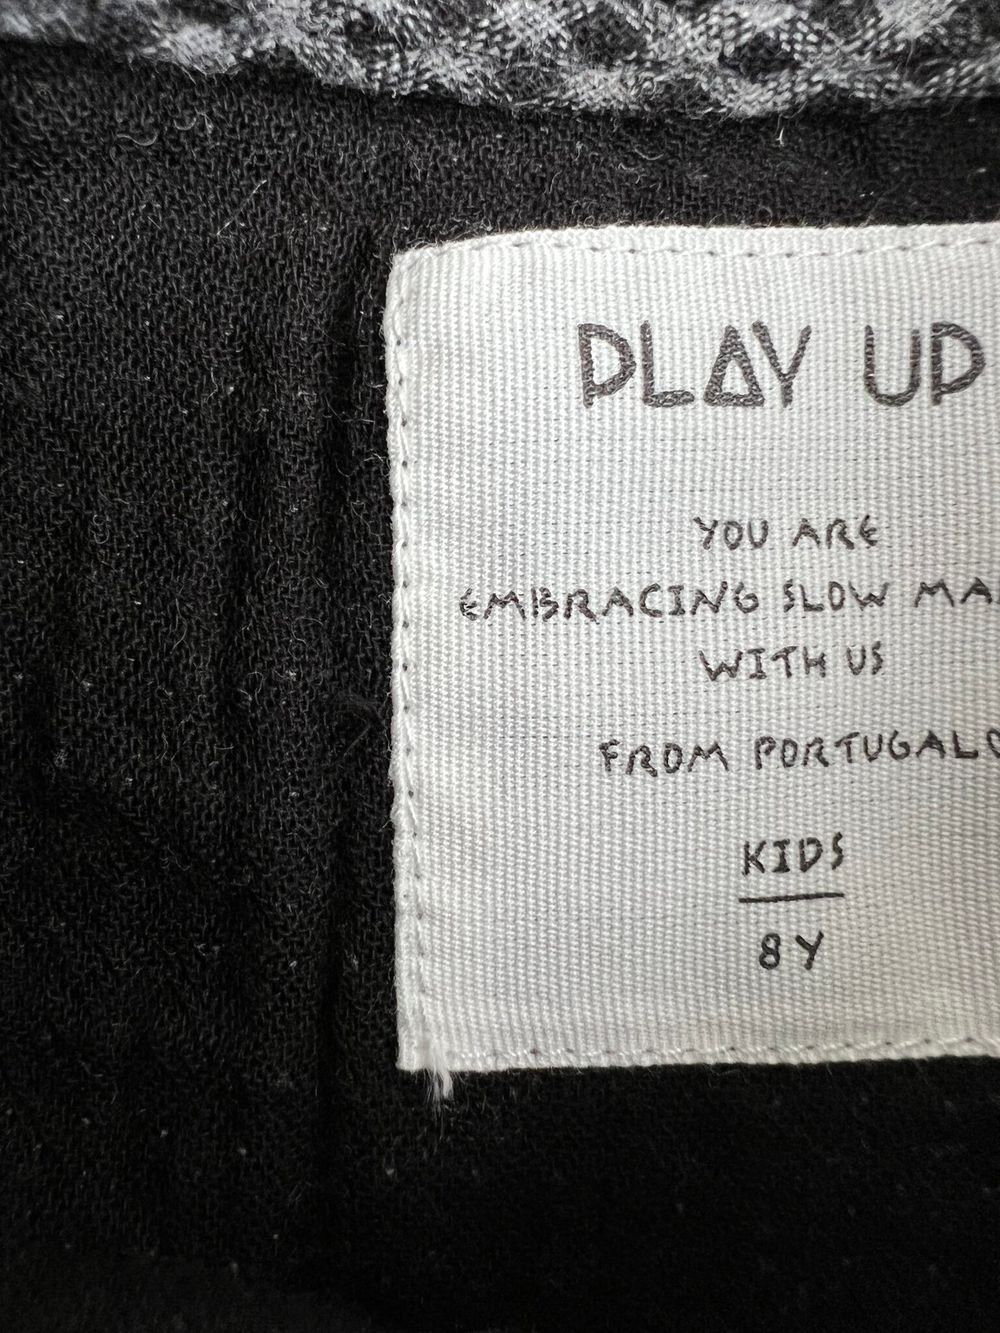 PLAY UP
YOU ARE
EMBRACING SLOW MA
WITH US
FROM PORTUGAL
KIDS
8Y